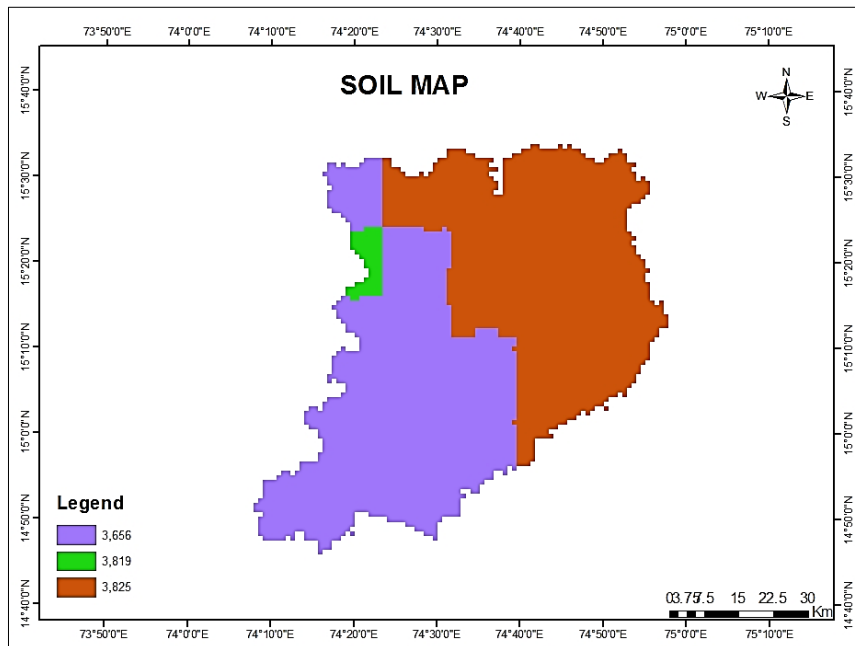 73°50'0"E 74°0'0"E 74°10'0"E 74°20'0"E 74°30'0"E 74°40'0"E 74°50'0"E 75°0'0"E 75°10'0"E
SOIL MAP
N
W E
S
15°40'0"N 15°40'0"N
15°30'0"N 15°30'0"N
15°20'0"N 15°20'0"N
15°10'0"N 15°10'0"N
15°0'0"N 15°0'0"N
14°50'0"N 14°50'0"N
14°40'0"N 14°40'0"N
Legend
3,656
3,819
3,825
0 3.75 7.5 15 22.5 30
Km
73°50'0"E 74°0'0"E 74°10'0"E 74°20'0"E 74°30'0"E 74°40'0"E 74°50'0"E 75°0'0"E 75°10'0"E